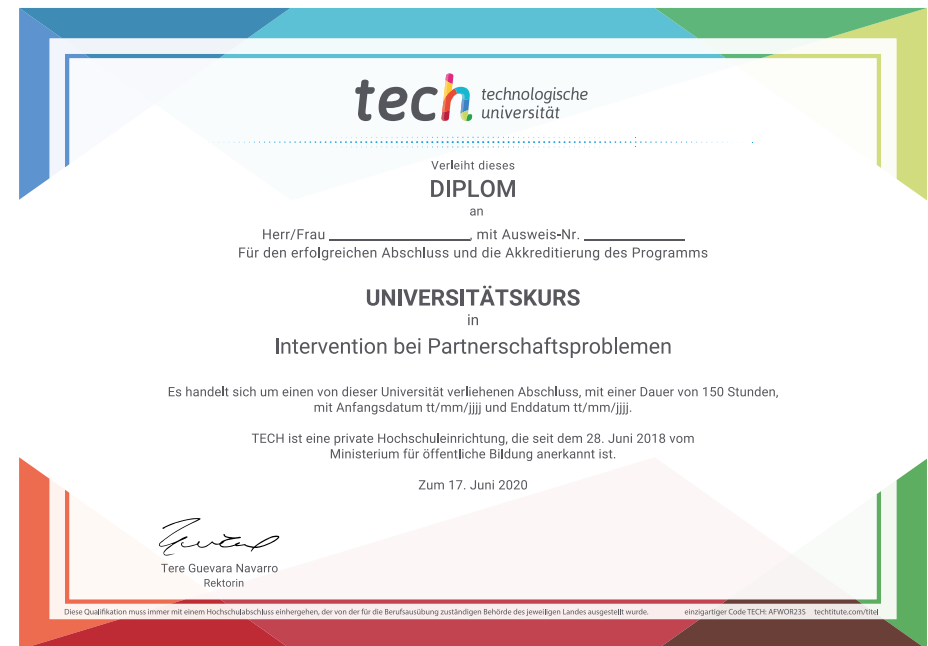 tech technologische
universität
Verleiht dieses
DIPLOM
an
Herr/Frau ________________, mit Ausweis-Nr. ________________
Für den erfolgreichen Abschluss und die Akkreditierung des Programms
UNIVERSITÄTSKURS
in
Intervention bei Partnerschaftsproblemen
Es handelt sich um einen von dieser Universität verliehenen Abschluss, mit einer Dauer von 150 Stunden,
mit Anfangsdatum tt/mm/jjjj und Enddatum tt/mm/jjjj.
TECH ist eine private Hochschuleinrichtung, die seit dem 28. Juni 2018 vom
Ministerium für öffentliche Bildung anerkannt ist.
Zum 17. Juni 2020
Tere Guevara Navarro
Rektorin
Diese Qualifikation muss immer mit einem Hochschulabschluss einhergehen, der von der für die Berufsausübung zuständigen Behörde des jeweiligen Landes ausgestellt wurde. einzigartiger Code TECH: AFWOR23S techtitute.com/titel